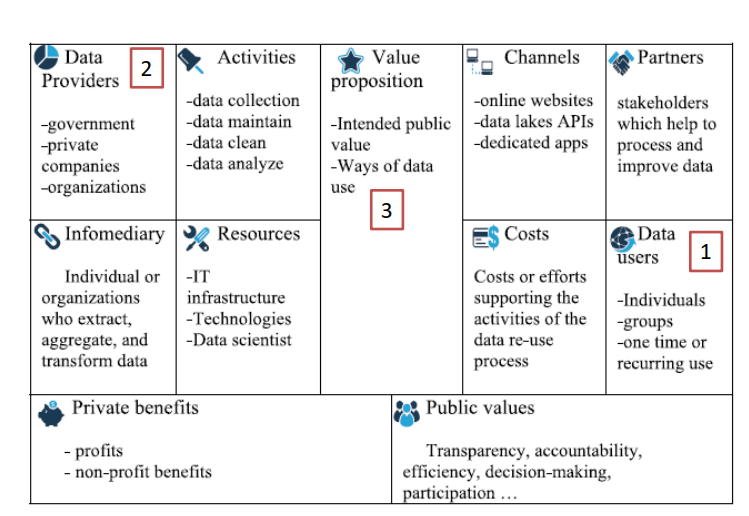 Data
Providers
2
-government
-private
companies
-organizations
Activities
-data collection
-data maintain
-data clean
-data analyze
Value
proposition
-Intended public
value
-Ways of data
use
3
Channels
-online websites
-data lakes APIs
-dedicated apps
Partners
stakeholders
which help to
process and
improve data
Infomediary
Individual or
organizations
who extract,
aggregate, and
transform data
Resources
-IT
infrastructure
-Technologies
-Data scientist
Costs
Costs or efforts
supporting the
activities of the
data re-use
process
Data
users
1
-Individuals
-groups
-one time or
recurring use
Private benefits
- profits
- non-profit benefits
Public values
Transparency, accountability,
efficiency, decision-making,
participation …